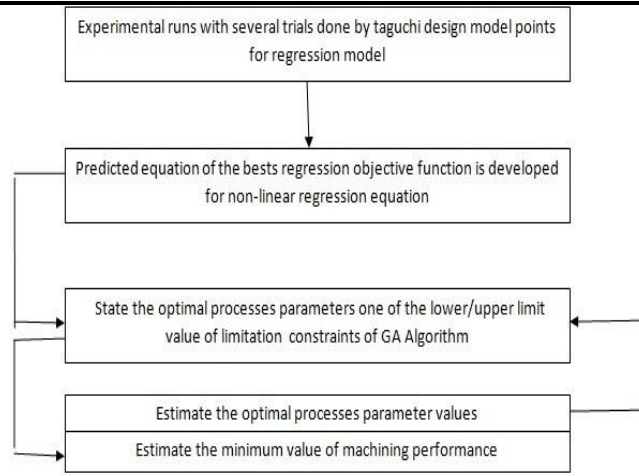 Experimental runs with several trials done by taguchi design model points
for regression model
Predicted equation of the bests regression objective function is developed
for non-linear regression equation
State the optimal processes parameters one of the lower/upper limit
value of limitation constraints of GA Algorithm
Estimate the optimal processes parameter values
Estimate the minimum value of machining performance